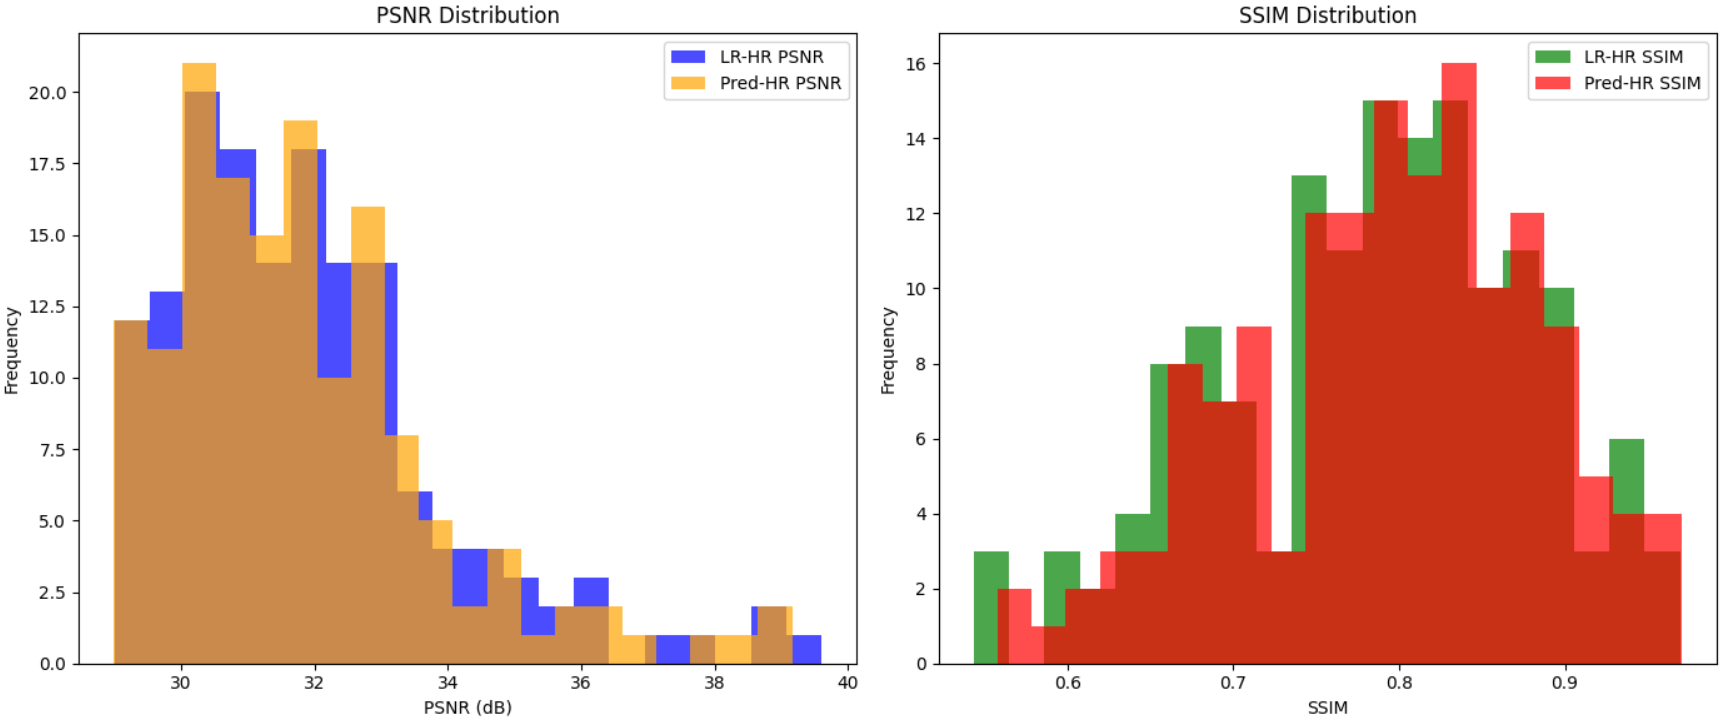 PSNR Distribution
LR-HR PSNR
Pred-HR PSNR
20.0
17.5
15.0
12.5
10.0
7.5
5.0
2.5
0.0
Frequency
30 32 34 36 38 40
PSNR (dB)
SSIM Distribution
LR-HR SSIM
Pred-HR SSIM
16
14
12
10
8
6
4
2
0
Frequency
0.6 0.7 0.8 0.9
SSIM